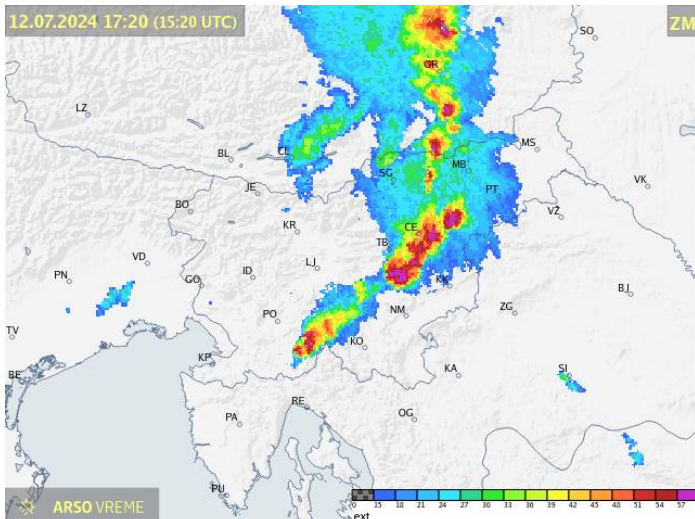 12.07.2024 17:20 (15:20 UTC)
ZM
SO
GR
LZ
MS
BL
CL
MB
SG
VK
JE
PT
BO
VŽ
KR
CE
TB
VD
LJ
ID
PN
GO
KK
BJ
ZG
NM
PO
TV
KO
KP
BE
KA
SI
RE
OG
PA
PU
ARSO VREME
0 15 18 21 24 27 30 33 36 39 42 45 48 51 54 57
ext